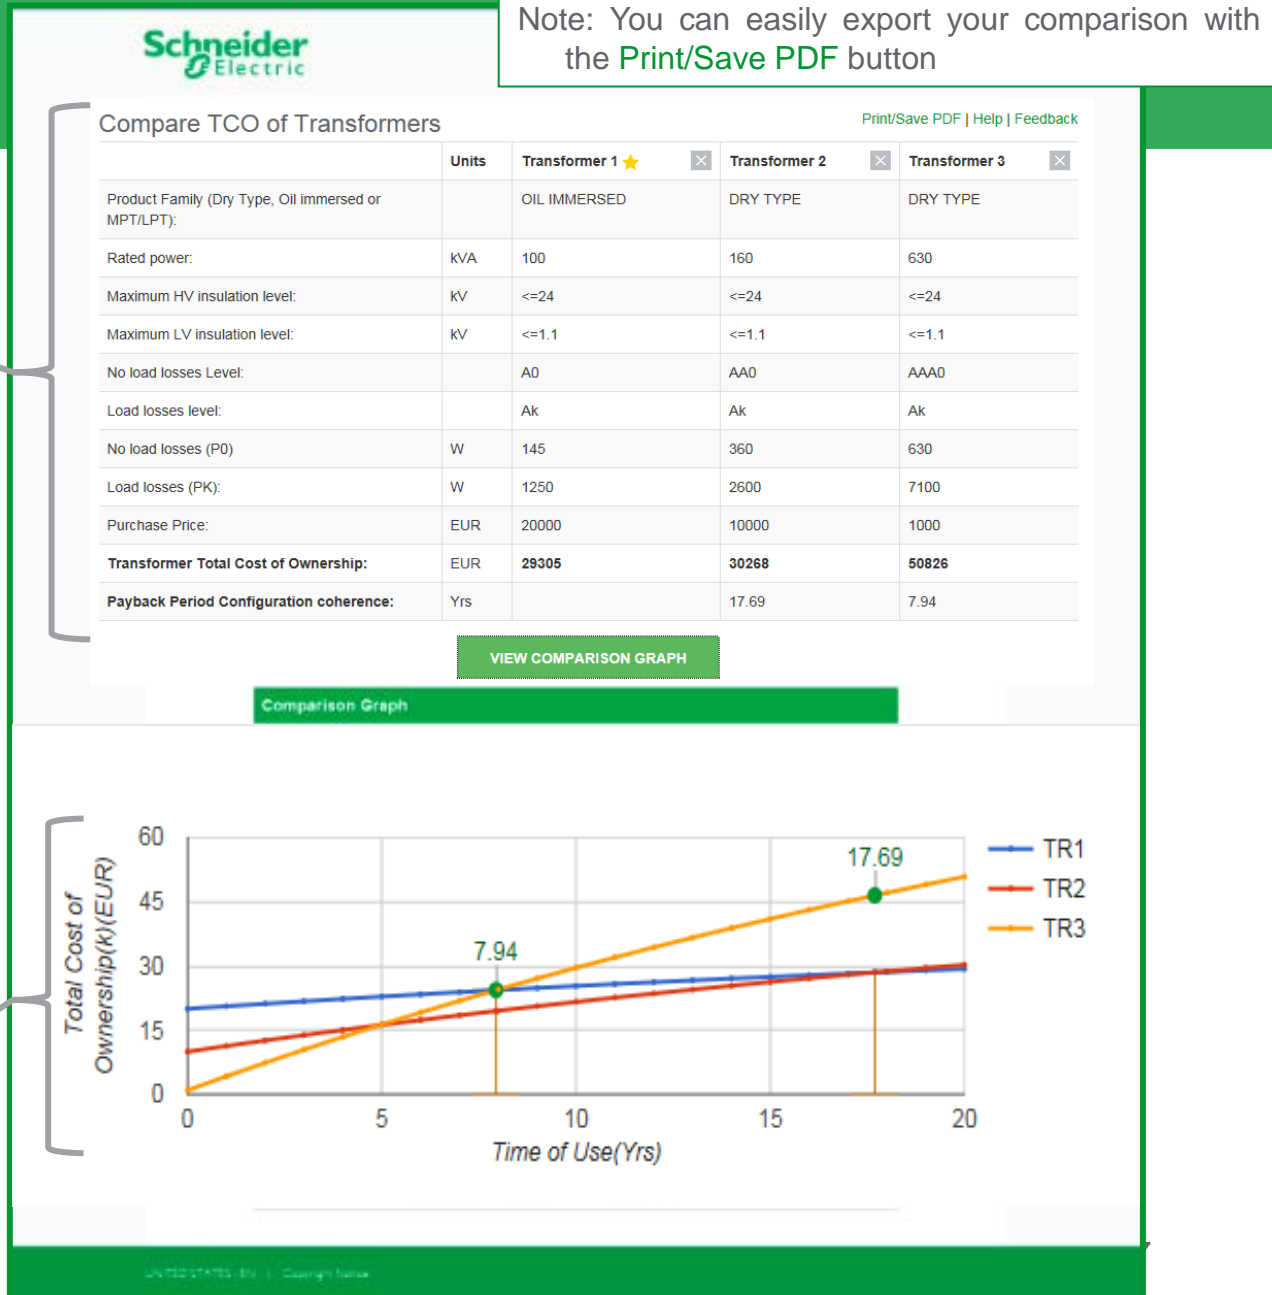 Note: You can easily export your comparison with
the Print/Save PDF button
Schneider
Electric
Compare TCO of Transformers
Print/Save PDF | Help | Feedback
Units Transformer 1 Transformer 2 Transformer 3
Product Family (Dry Type, Oil immersed or
MPT/LPT): OIL IMMERSED DRY TYPE DRY TYPE
Rated power: kVA 100 160 630
Maximum HV insulation level: kV <=24 <=24 <=24
Maximum LV insulation level: kV <=1.1 <=1.1 <=1.1
No load losses Level: A0 AA0 AAA0
Load losses level: Ak Ak Ak
No load losses (P0) W 145 360 630
Load losses (PK): W 1250 2600 7100
Purchase Price: EUR 20000 10000 1000
Transformer Total Cost of Ownership: EUR 29305 30268 50826
Payback Period Configuration coherence: Yrs 17.69 7.94
VIEW COMPARISON GRAPH
Comparison Graph
Total Cost of
Ownership(k)(EUR)
60
45
30
15
0
7.94
17.69
TR1
TR2
TR3
0 5 10 15 20
Time of Use(Yrs)
UNITED STATES - EN | Copyright Notice